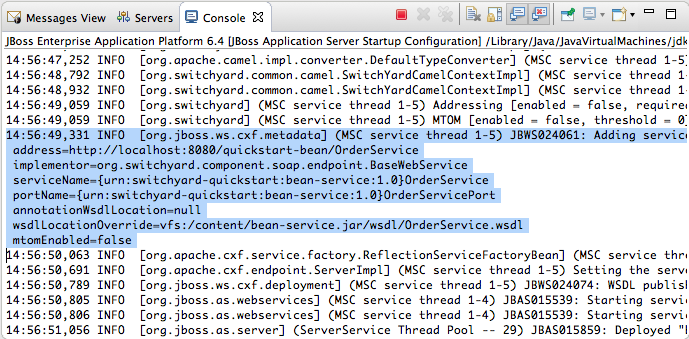 Messages View Servers Console
JBoss Enterprise Application Platform 6.4 [JBoss Application Server Startup Configuration] /Library/Java/JavaVirtualMachines/jdk
14:56:47,252 INFO [org.apache.camel.impl.converter.DefaultTypeConverter] (MSC service thread 1-5)
14:56:48,792 INFO [org.switchyard.common.camel.SwitchYardCamelContextImpl] (MSC service thread
14:56:48,932 INFO [org.switchyard.common.camel.SwitchYardCamelContextImpl] (MSC service thread
14:56:49,059 INFO [org.switchyard] (MSC service thread 1-5) Addressing [enabled = false, required
14:56:49,059 INFO [org.switchyard] (MSC service thread 1-5) MTOM [enabled = false, threshold = 0]
14:56:49,331 INFO [org.jboss.ws.cxf.metadata] (MSC service thread 1-5) JBWS024061: Adding service
address=http://localhost:8080/quickstart-bean/OrderService
implementor=org.switchyard.component.soap.endpoint.BaseWebService
serviceName={urn:switchyard-quickstart:bean-service:1.0}OrderService
portName={urn:switchyard-quickstart:bean-service:1.0}OrderServicePort
annotationWsdlLocation=null
wsdlLocationOverride=vfs:/content/bean-service.jar/wsdl/OrderService.wsdl
mtomEnabled=false
14:56:50,063 INFO [org.apache.cxf.service.factory.ReflectionServiceFactoryBean] (MSC service thre
14:56:50,691 INFO [org.apache.cxf.endpoint.ServerImpl] (MSC service thread 1-5) Setting the serve
14:56:50,789 INFO [org.jboss.ws.cxf.deployment] (MSC service thread 1-5) JBWS024074: WSDL publish
14:56:50,805 INFO [org.jboss.as.webservices] (MSC service thread 1-4) JBAS015539: Starting servic
14:56:50,806 INFO [org.jboss.as.webservices] (MSC service thread 1-4) JBAS015539: Starting servic
14:56:51,056 INFO [org.jboss.as.server] (ServerService Thread Pool -- 29) JBAS015859: Deployed